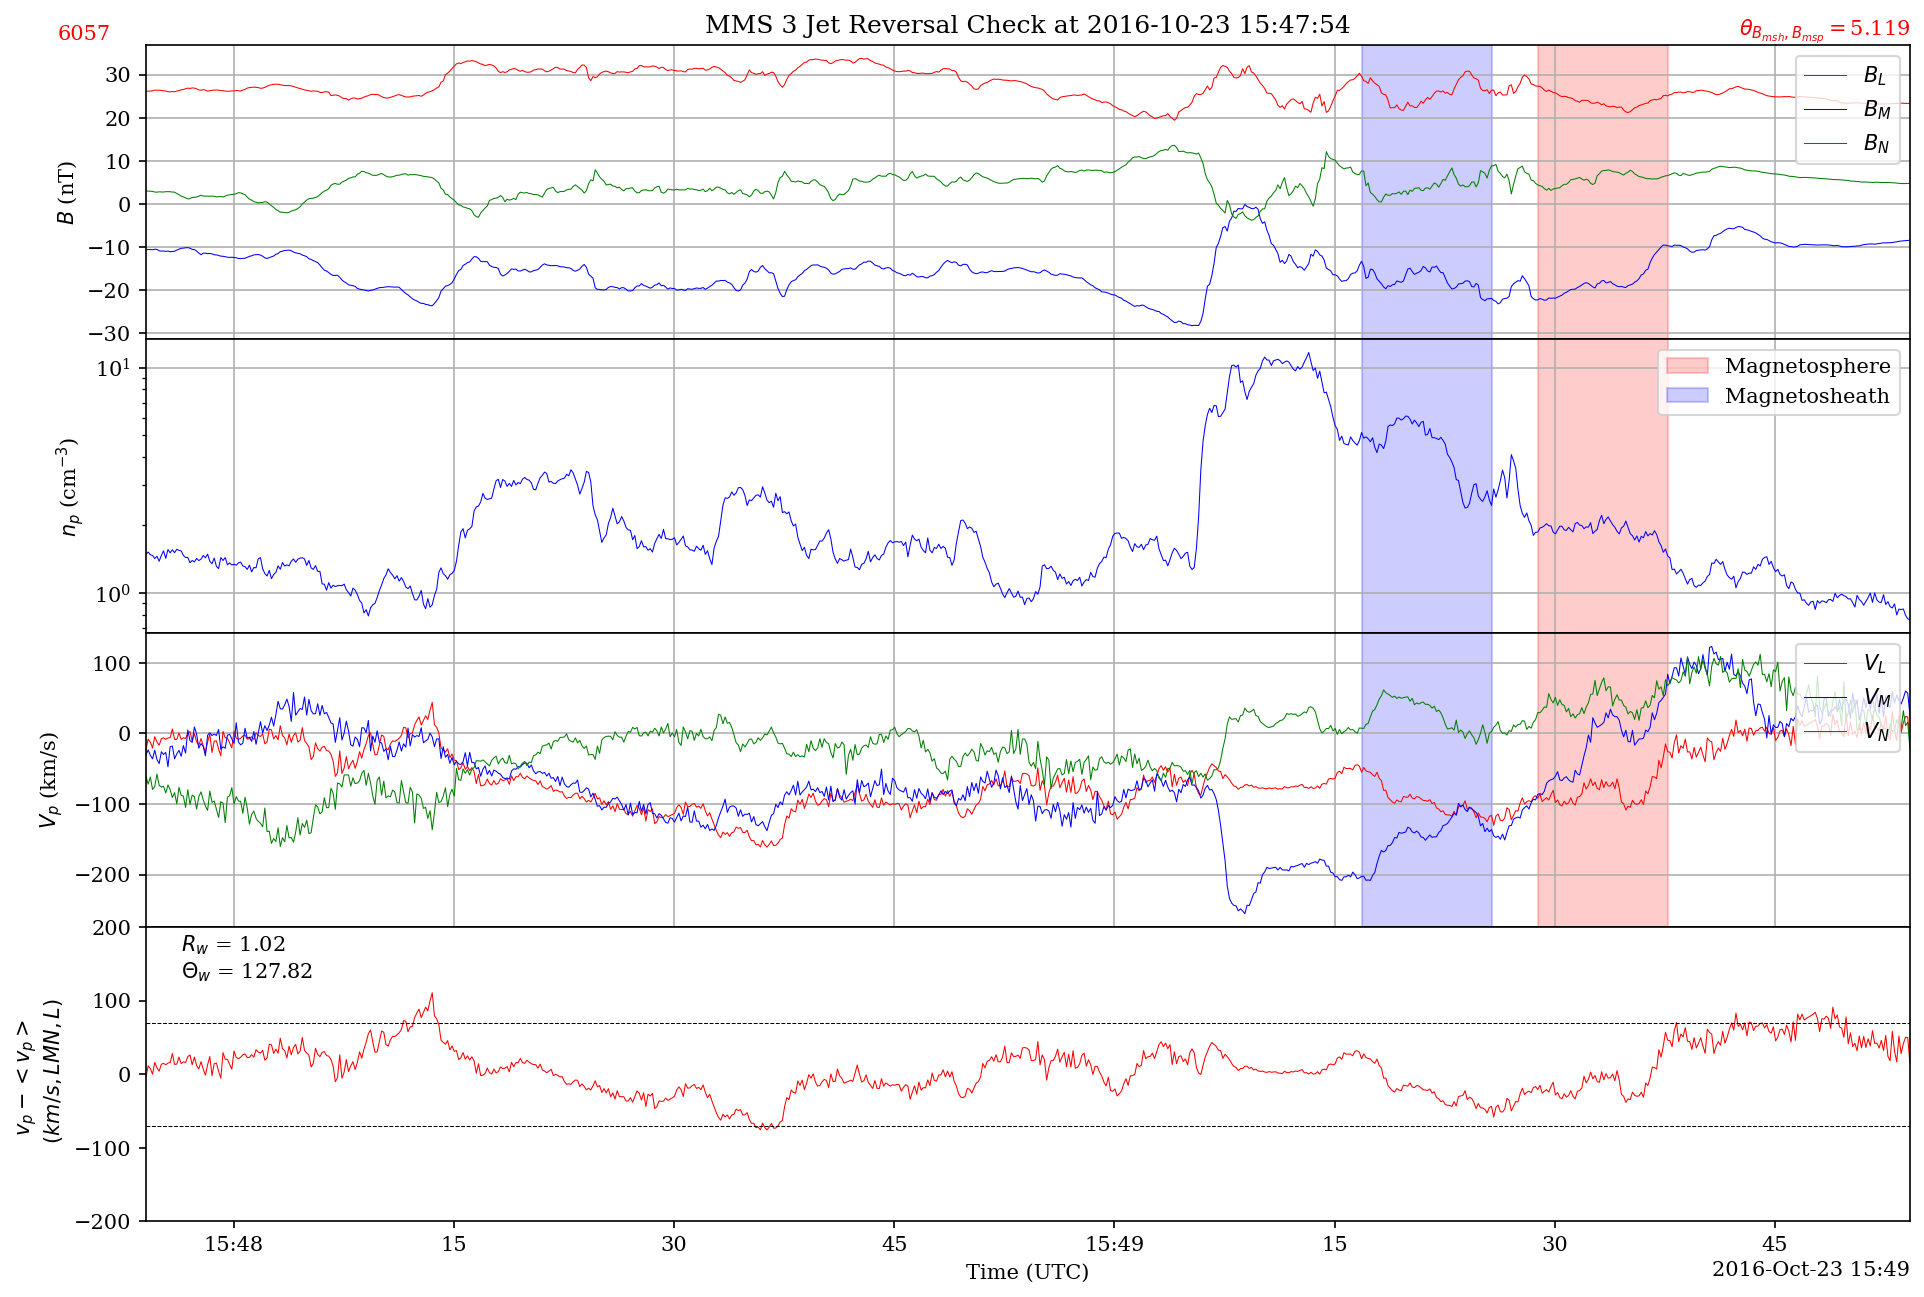 MMS 3 Jet Reversal Check at 2016-10-23 15:47:54
6057
θ_{B_{msh}, B_{msp}} = 5.119
30
20
10
0
−10
−20
−30
B (nT)
B_L
B_M
B_N
10^1
10^0
n_p (cm^{−3})
Magnetosphere
Magnetosheath
100
0
−100
−200
V_p (km/s)
V_L
V_M
V_N
200
100
0
−100
−200
v_p − < v_p >
(km/s, LMN, L)
R_w = 1.02
Θ_w = 127.82
15:48
15
30
45
15:49
15
30
45
Time (UTC)
2016-Oct-23 15:49